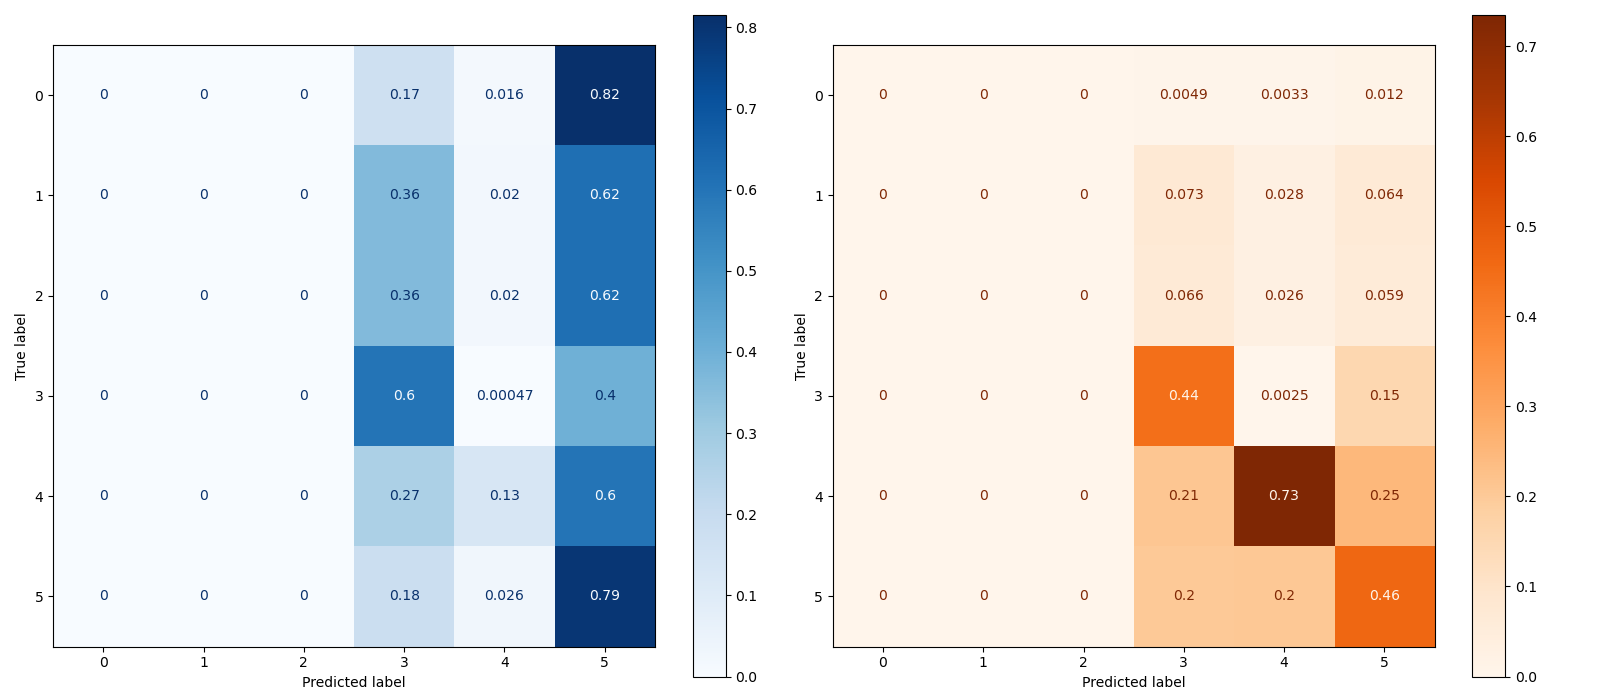 0 0 0 0 0.17 0.016 0.82
1 0 0 0 0.36 0.02 0.62
2 0 0 0 0.36 0.02 0.62
3 0 0 0 0.6 0.00047 0.4
4 0 0 0 0.27 0.13 0.6
5 0 0 0 0.18 0.026 0.79
0 1 2 3 4 5
True label
Predicted label
0.8
0.7
0.6
0.5
0.4
0.3
0.2
0.1
0.0
0 0 0 0 0.0049 0.0033 0.012
1 0 0 0 0.073 0.028 0.064
2 0 0 0 0.066 0.026 0.059
3 0 0 0 0.44 0.0025 0.15
4 0 0 0 0.21 0.73 0.25
5 0 0 0 0.2 0.2 0.46
0 1 2 3 4 5
True label
Predicted label
0.7
0.6
0.5
0.4
0.3
0.2
0.1
0.0